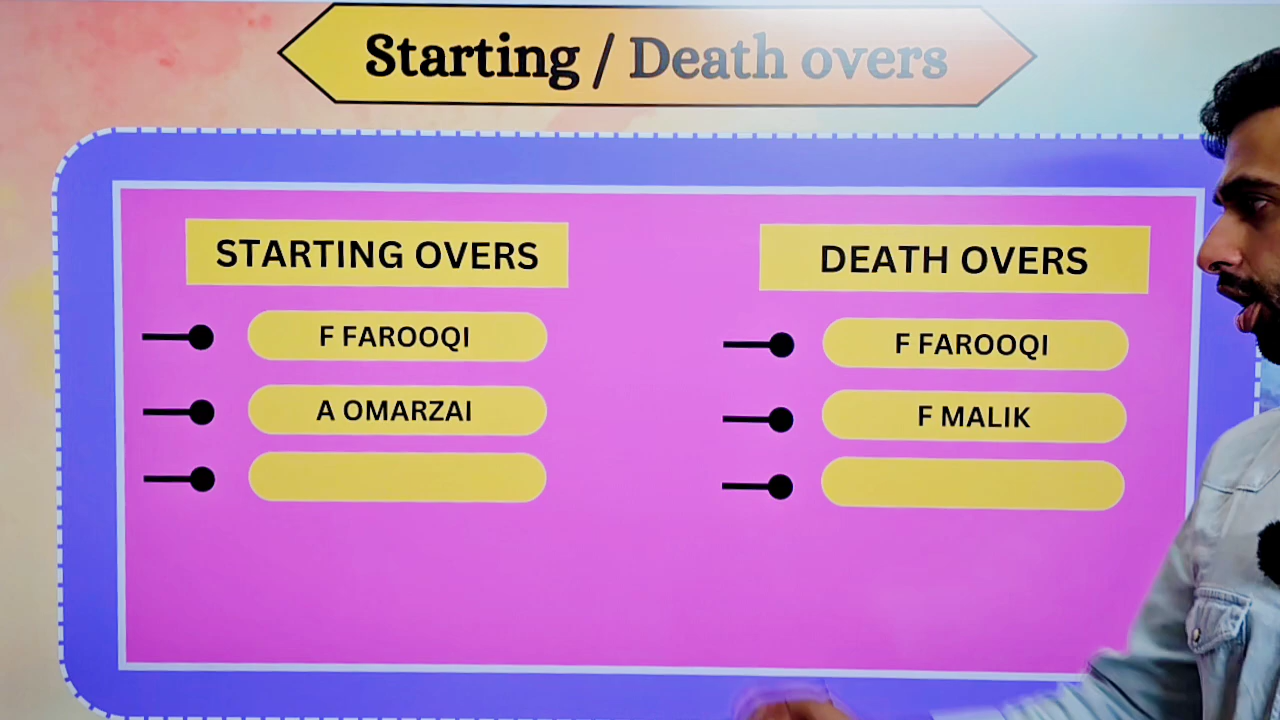 Starting / Death overs
STARTING OVERS
F FAROOQI
A OMARZAI
DEATH OVERS
F FAROOQI
F MALIK